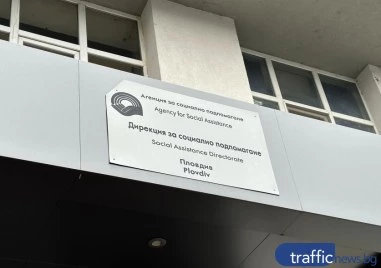 Агенция за социално подпомагане
Agency for Social Assistance
Дирекция за социално подпомагане
Social Assistance Directorate
Пловдив
Plovdiv
trafficnews.bg